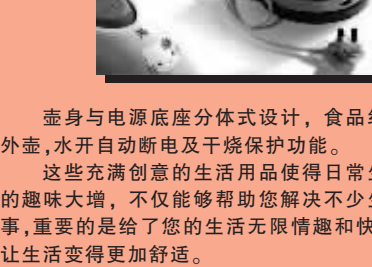 壶身与电源底座分体式设计，食品
外壶,水开自动断电及干烧保护功能。
这些充满创意的生活用品使得日常
的趣味大增，不仅能够帮助您解决不少
事,重要的是给了您的生活无限情趣和快
让生活变得更加舒适。